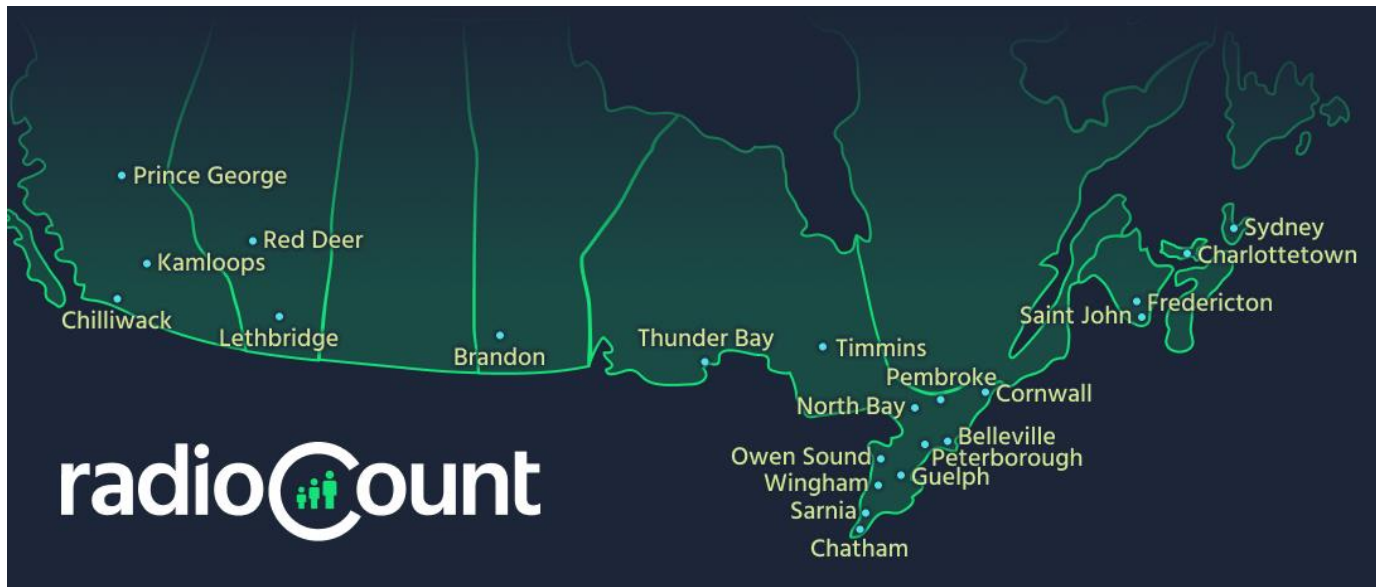 Prince George
Red Deer
Kamloops
Chilliwack
Lethbridge
Brandon
Thunder Bay
Timmins
Pembroke
Cornwall
North Bay
Belleville
Peterborough
Owen Sound
Guelph
Wingham
Sarnia
Chatham
Sydney
Charlottetown
Fredericton
Saint John
radioCount